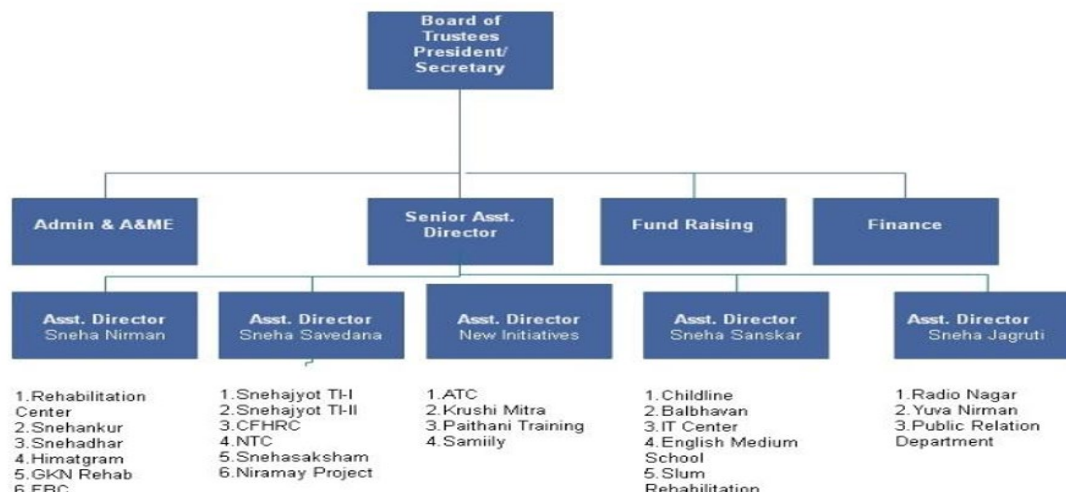 Board of
Trustees
President/
Secretary
Admin & A&ME
Senior Asst.
Director
Fund Raising
Finance
Asst. Director
Sneha Nirman
Asst. Director
Sneha Savedana
Asst. Director
New Initiatives
Asst. Director
Sneha Sanskar
Asst. Director
Sneha Jagruti
1.Rehabilitation
Center
2.Snehankur
3.Snehadhar
4.Himatgram
5.GKN Rehab
1.Snehajyot TI-I
2.Snehajyot TI-II
3.CFHRC
4.NTC
5.Snehasaksham
6.Niramay Project
1.ATC
2.Krushi Mitra
3.Paithani Training
4.Samiily
1.Childline
2.Balbhavan
3.IT Center
4.English Medium
School
5.Slum
Rehabilitation
1.Radio Nagar
2.Yuva Nirman
3.Public Relation
Department